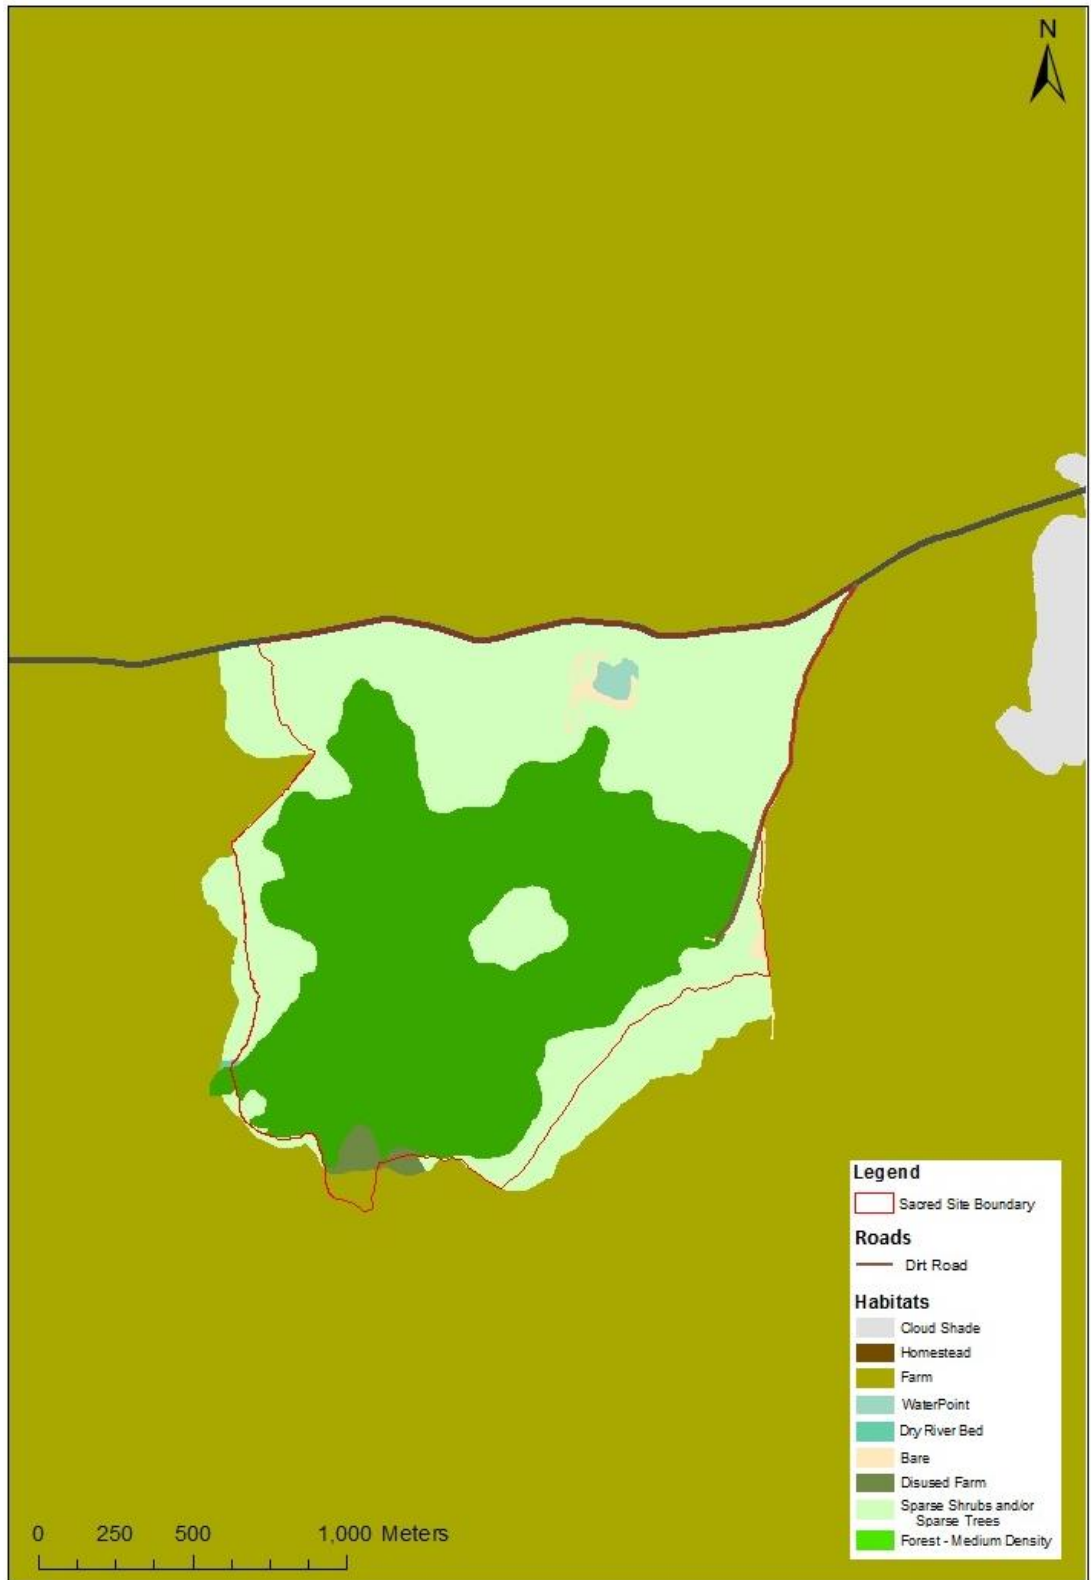 N
Legend
Sacred Site Boundary
Roads
Dirt Road
Habitats
Cloud Shade
Homestead
Farm
WaterPoint
Dry River Bed
Bare
Disused Farm
Sparse Shrubs and/or
Sparse Trees
Forest - Medium Density
0 250 500 1,000 Meters